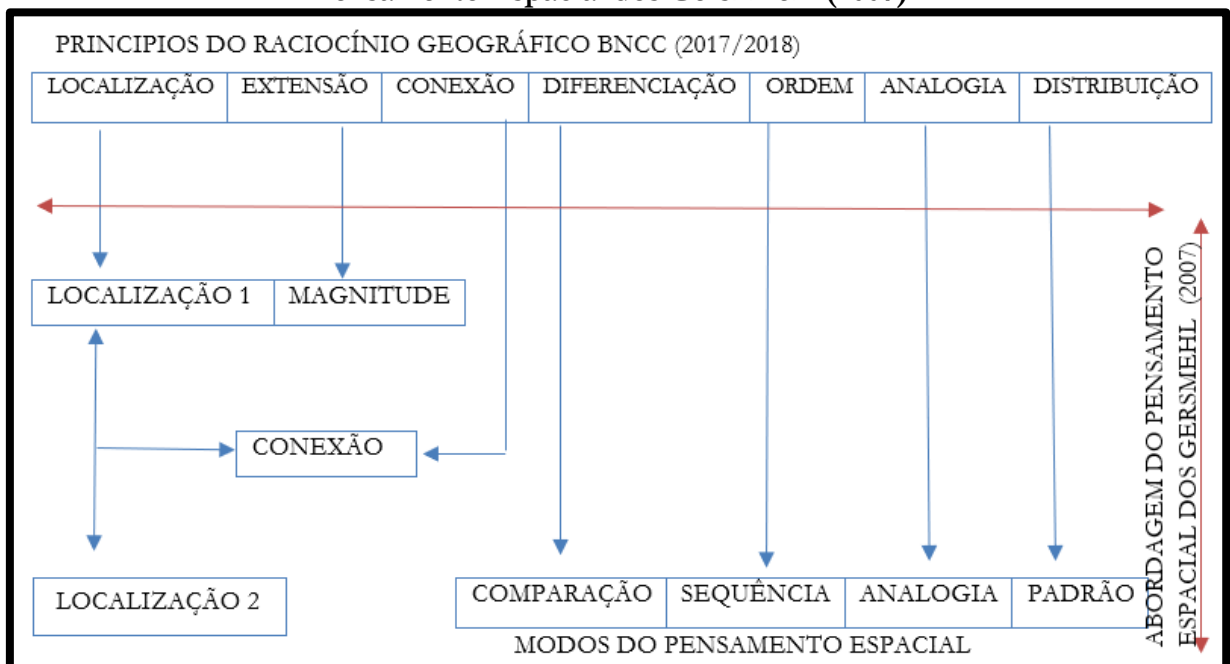 PRINCIPIOS DO RACIOCÍNIO GEOGRÁFICO BNCC (2017/2018)
LOCALIZAÇÃO EXTENSÃO CONEXÃO DIFERENCIAÇÃO ORDEM ANALOGIA DISTRIBUIÇÃO
LOCALIZAÇÃO 1 MAGNITUDE
CONEXÃO
LOCALIZAÇÃO 2
COMPARAÇÃO SEQUÊNCIA ANALOGIA PADRÃO
MODOS DO PENSAMENTO ESPACIAL
ABORDAGEM DO PENSAMENTO
ESPACIAL DOS GERSMEHL (2007)